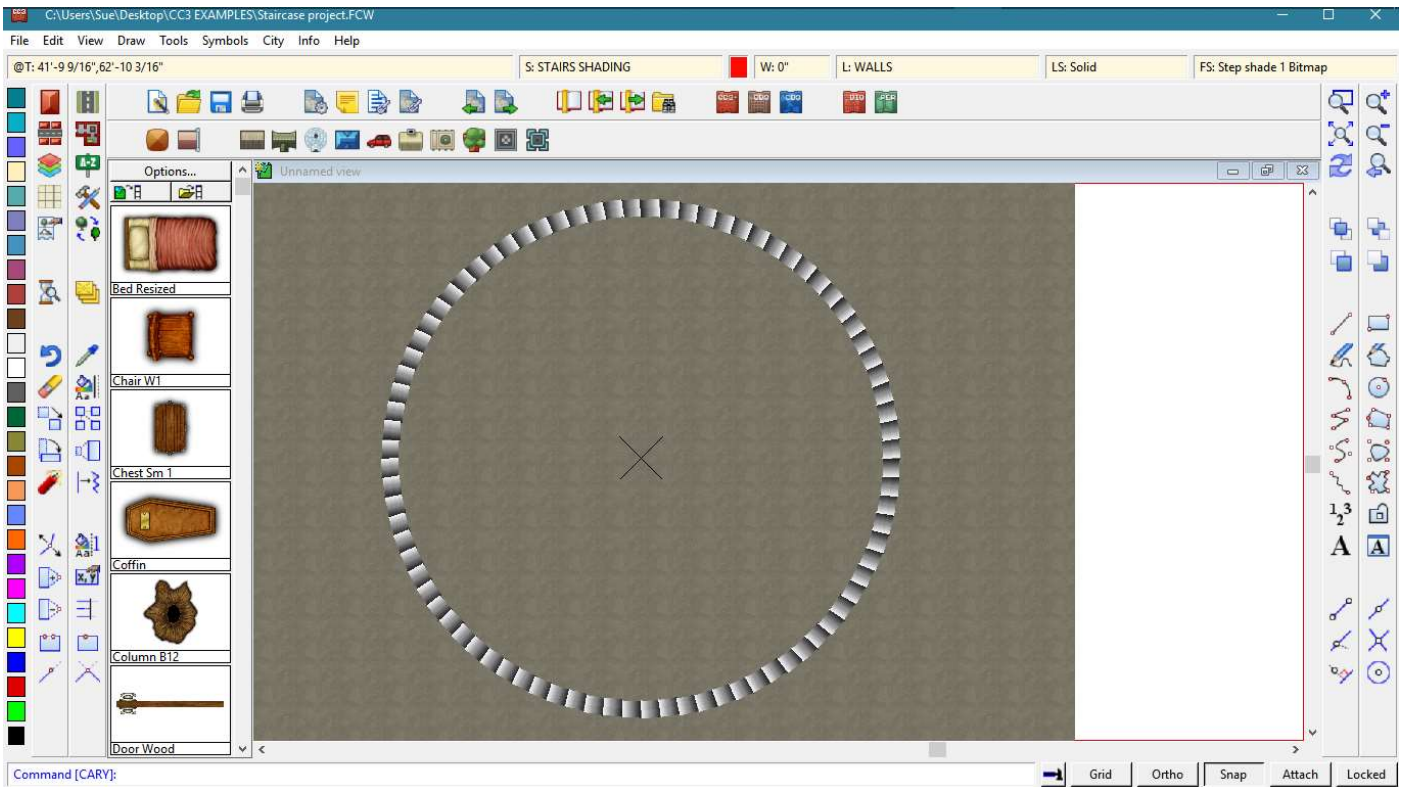 C:\Users\Sue\Desktop\CC3 EXAMPLES\Staircase project.FCW
File Edit View Draw Tools Symbols City Info Help
@T: 41'-9 9/16",62'-10 3/16" S: STAIRS SHADING W: 0" L: WALLS LS: Solid FS: Step shade 1 Bitmap
Options...
Unnamed view
Bed Resized
Chair W1
Chest Sm 1
Coffin
Column B12
Door Wood
Command [CARY]:
Grid Ortho Snap Attach Locked